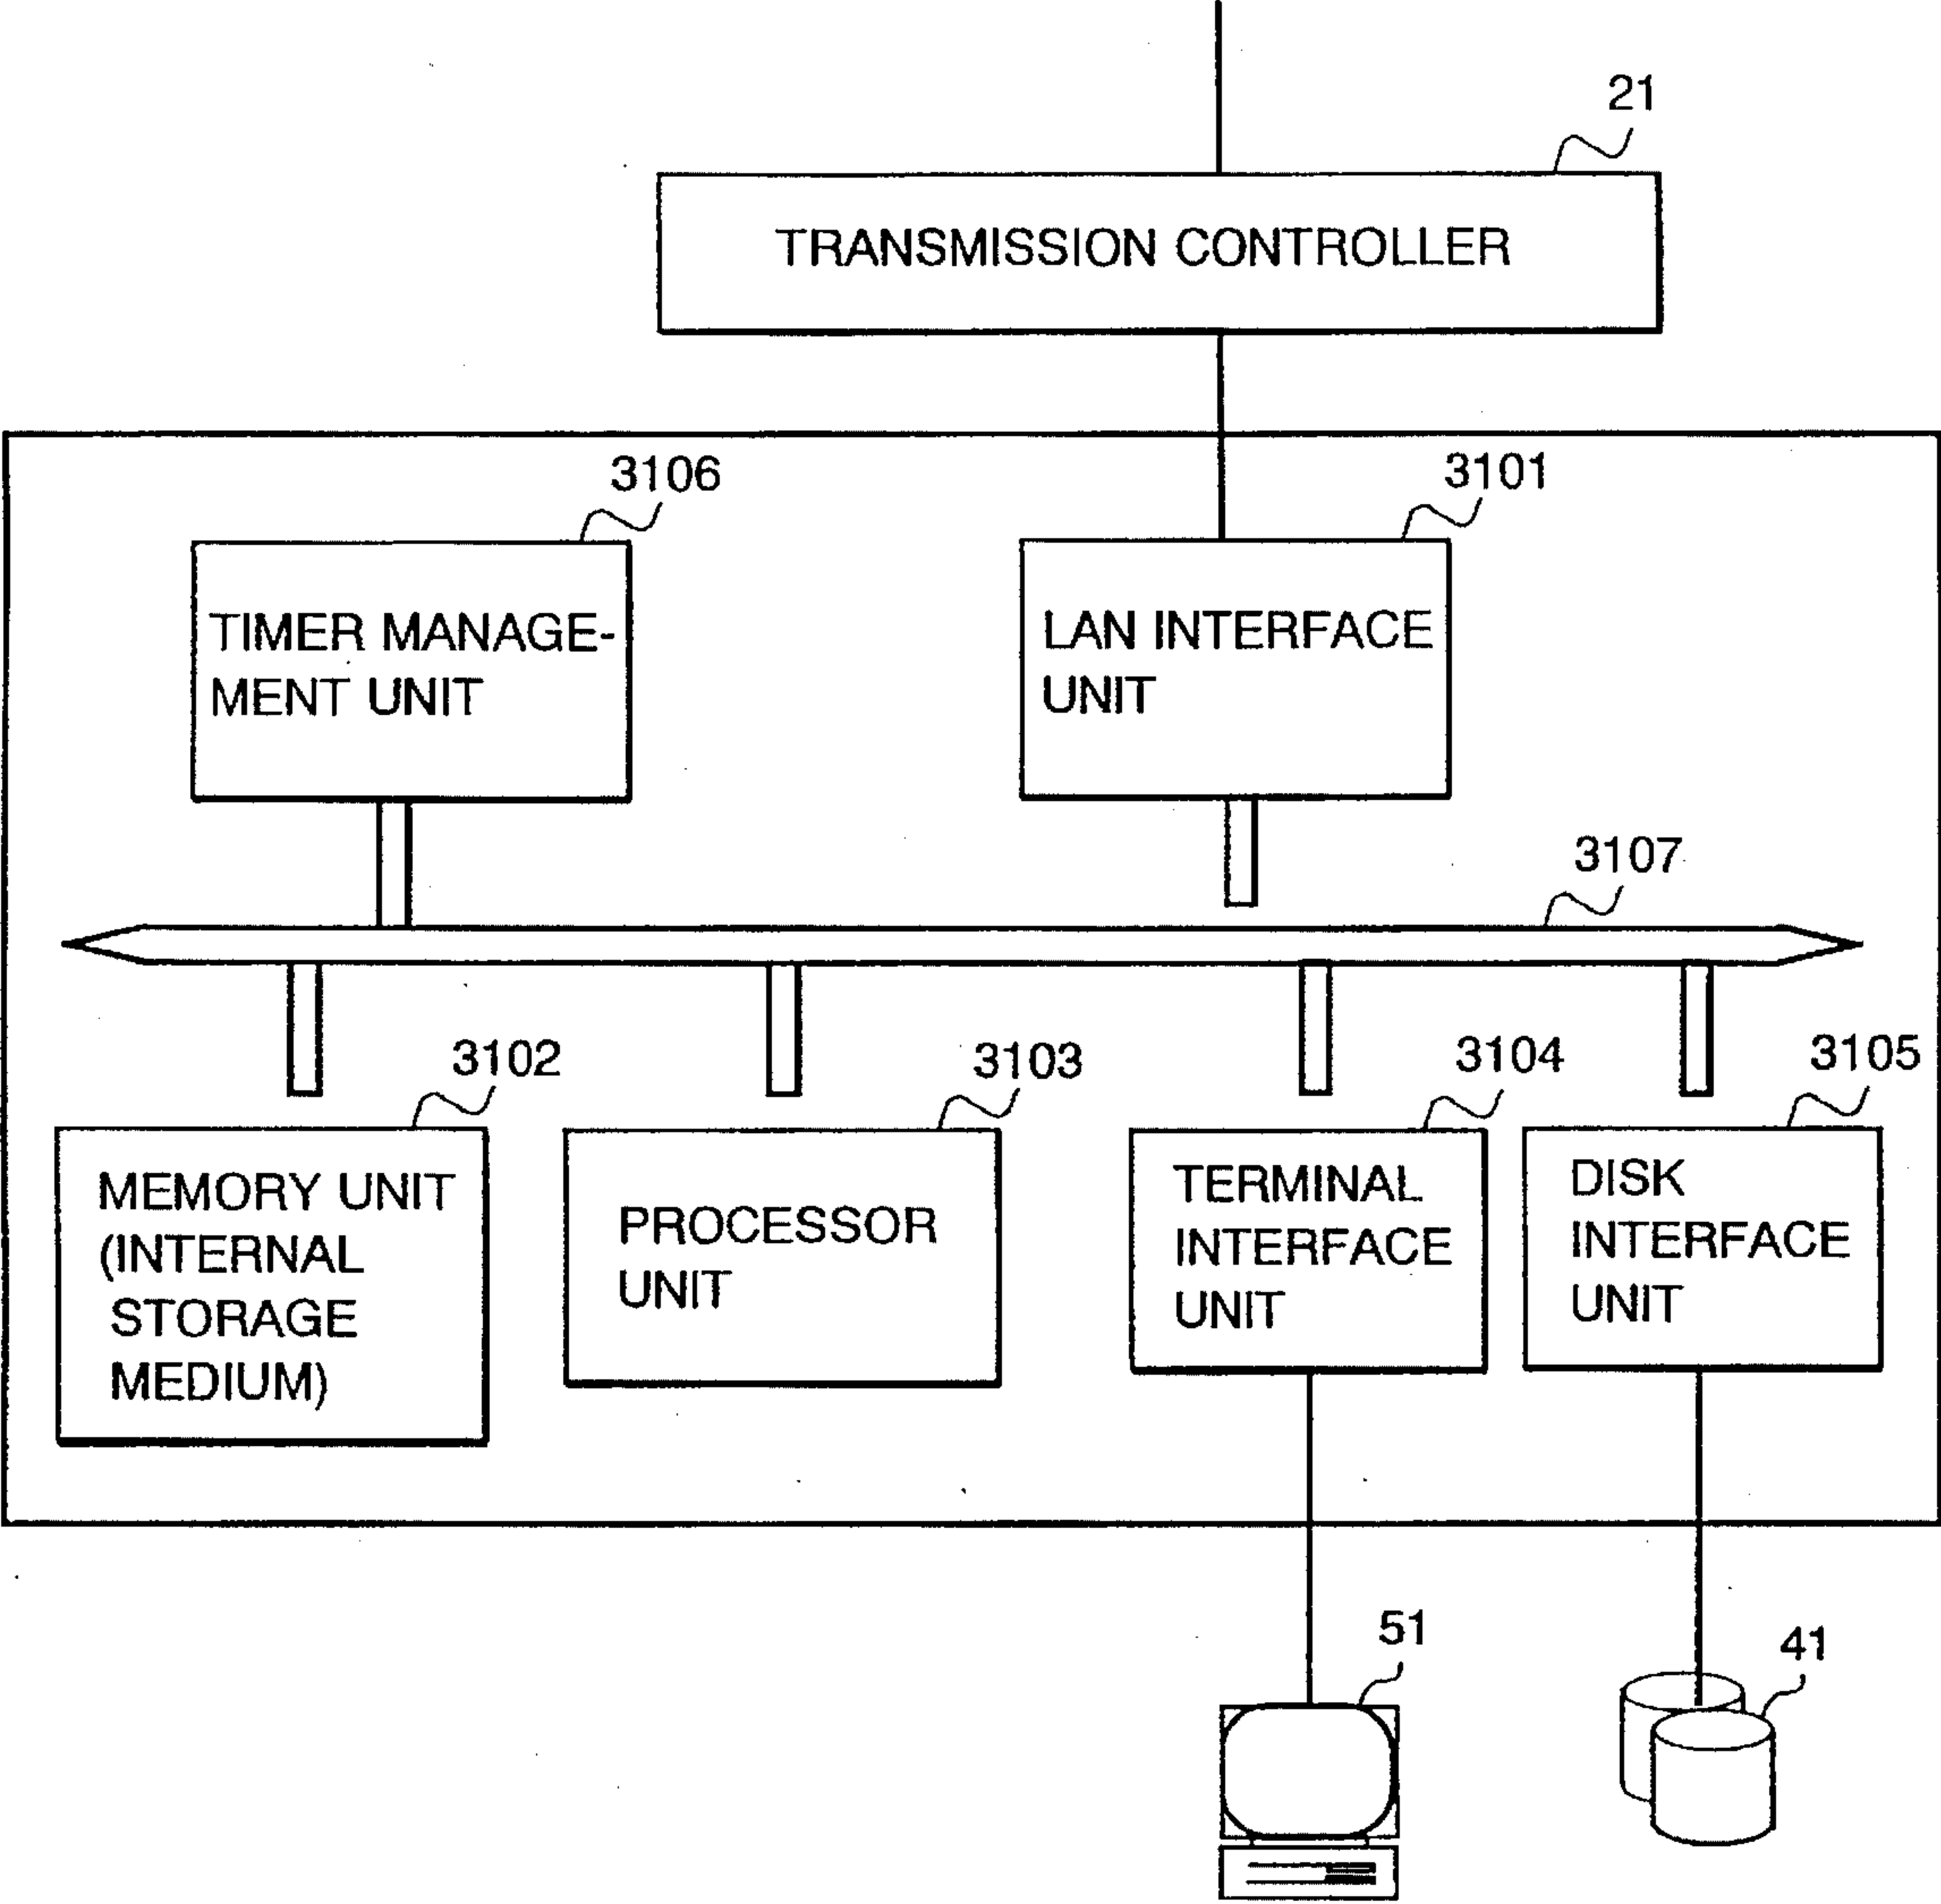 21
TRANSMISSION CONTROLLER
3106
3101
TIMER MANAGE-
MENT UNIT
LAN INTERFACE
UNIT
3107
3102
3103
3104
3105
MEMORY UNIT
(INTERNAL
STORAGE
MEDIUM)
PROCESSOR
UNIT
TERMINAL
INTERFACE
UNIT
DISK
INTERFACE
UNIT
51
41